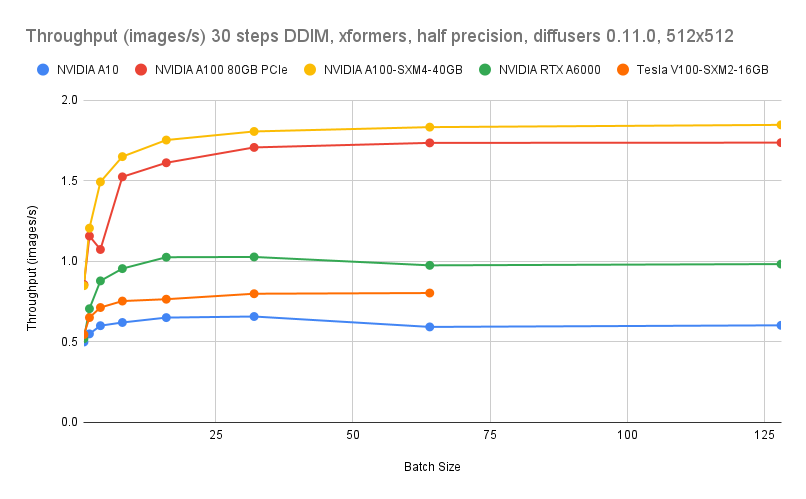 Throughput (images/s) 30 steps DDIM, xformers, half precision, diffusers 0.11.0, 512x512
NVIDIA A10 NVIDIA A100 80GB PCIe NVIDIA A100-SXM4-40GB NVIDIA RTX A6000 Tesla V100-SXM2-16GB
2.0
1.5
1.0
0.5
0.0
Throughput (images/s)
25 50 75 100 125
Batch Size